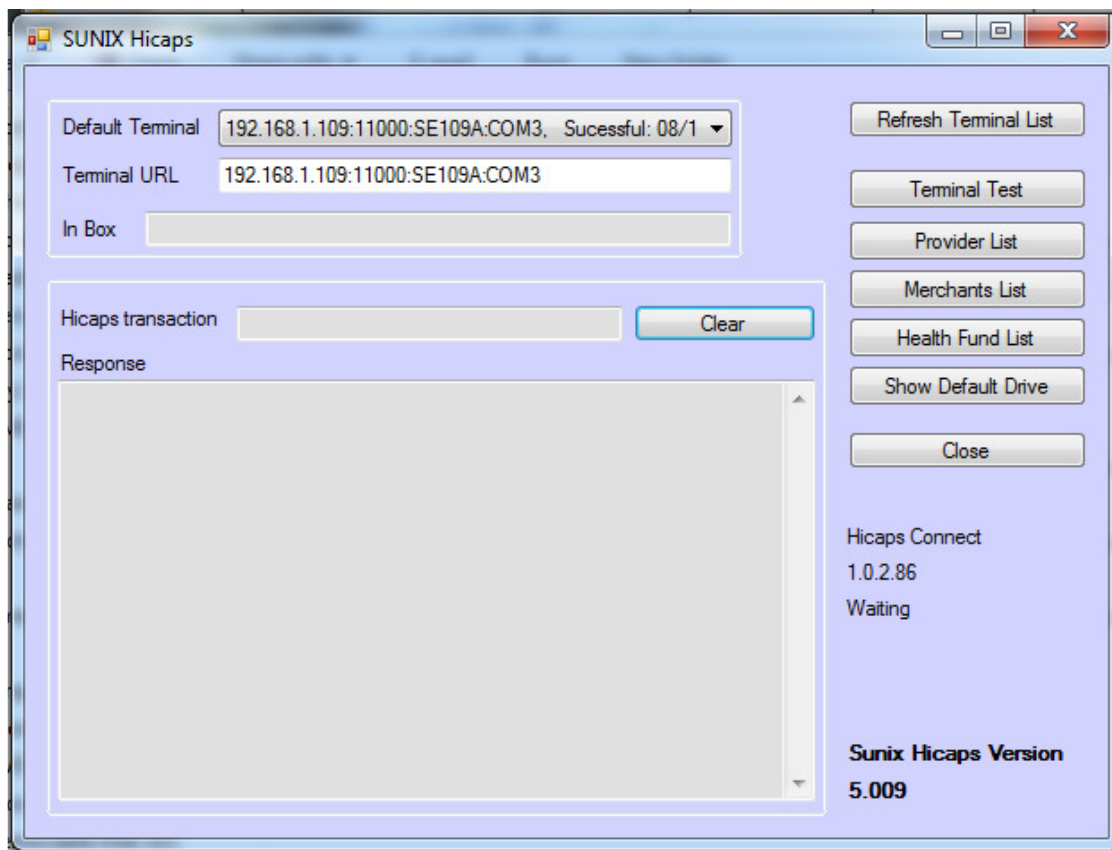 SUNIX Hicaps
Default Terminal 192.168.1.109:11000:SE109A:COM3, Sucessful: 08/1
Terminal URL 192.168.1.109:11000:SE109A:COM3
In Box
Hicaps transaction Clear
Response
Refresh Terminal List
Terminal Test
Provider List
Merchants List
Health Fund List
Show Default Drive
Close
Hicaps Connect
1.0.2.86
Waiting
Sunix Hicaps Version
5.009